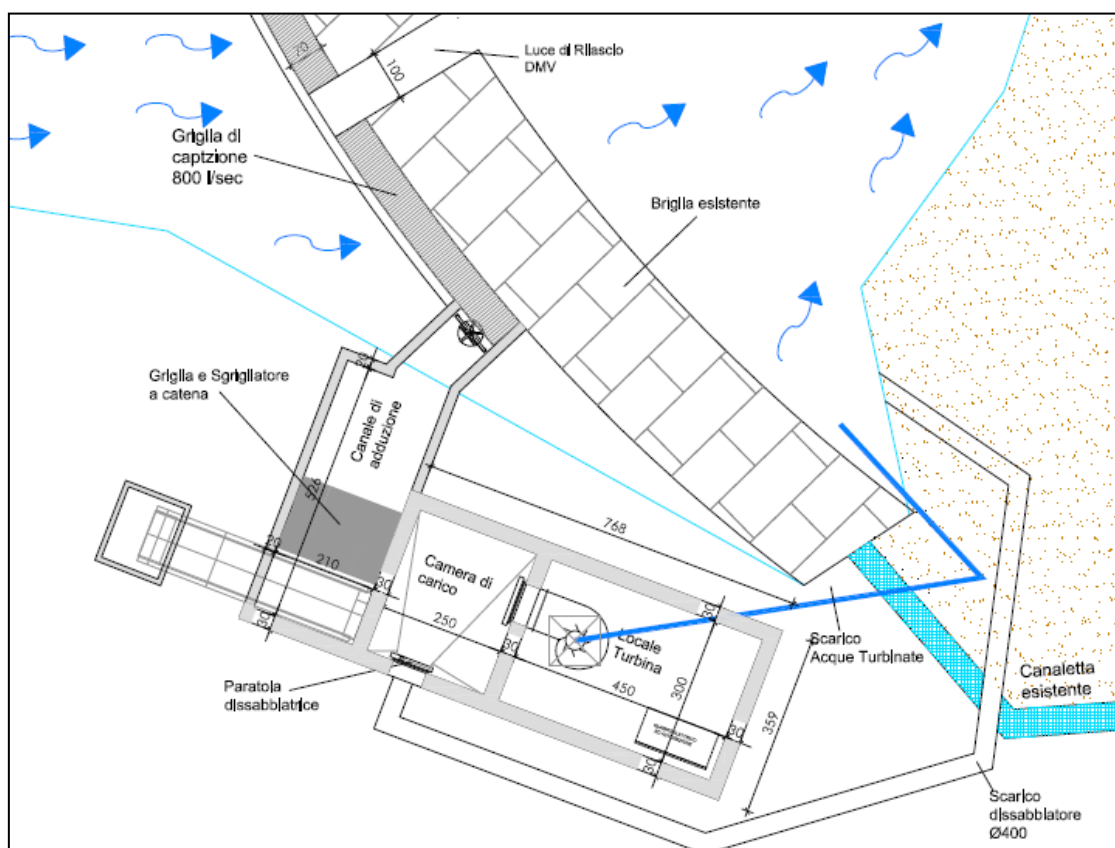 Luce di Rilascio
DMV
70
100
Griglia di
captzione
800 l/sec
Briglia esistente
Griglia e Sgrigliatore
a catena
20
Canale di
adduzione
526
768
20
210
30
30
Camera di
carico
250
30
Locale
Turbina
30
450
300
30
30
359
Paratoia
dissabbiatrice
Scarico
Acque Turbinate
Canaletta
esistente
Scarico
dissabbiatore
Ø400